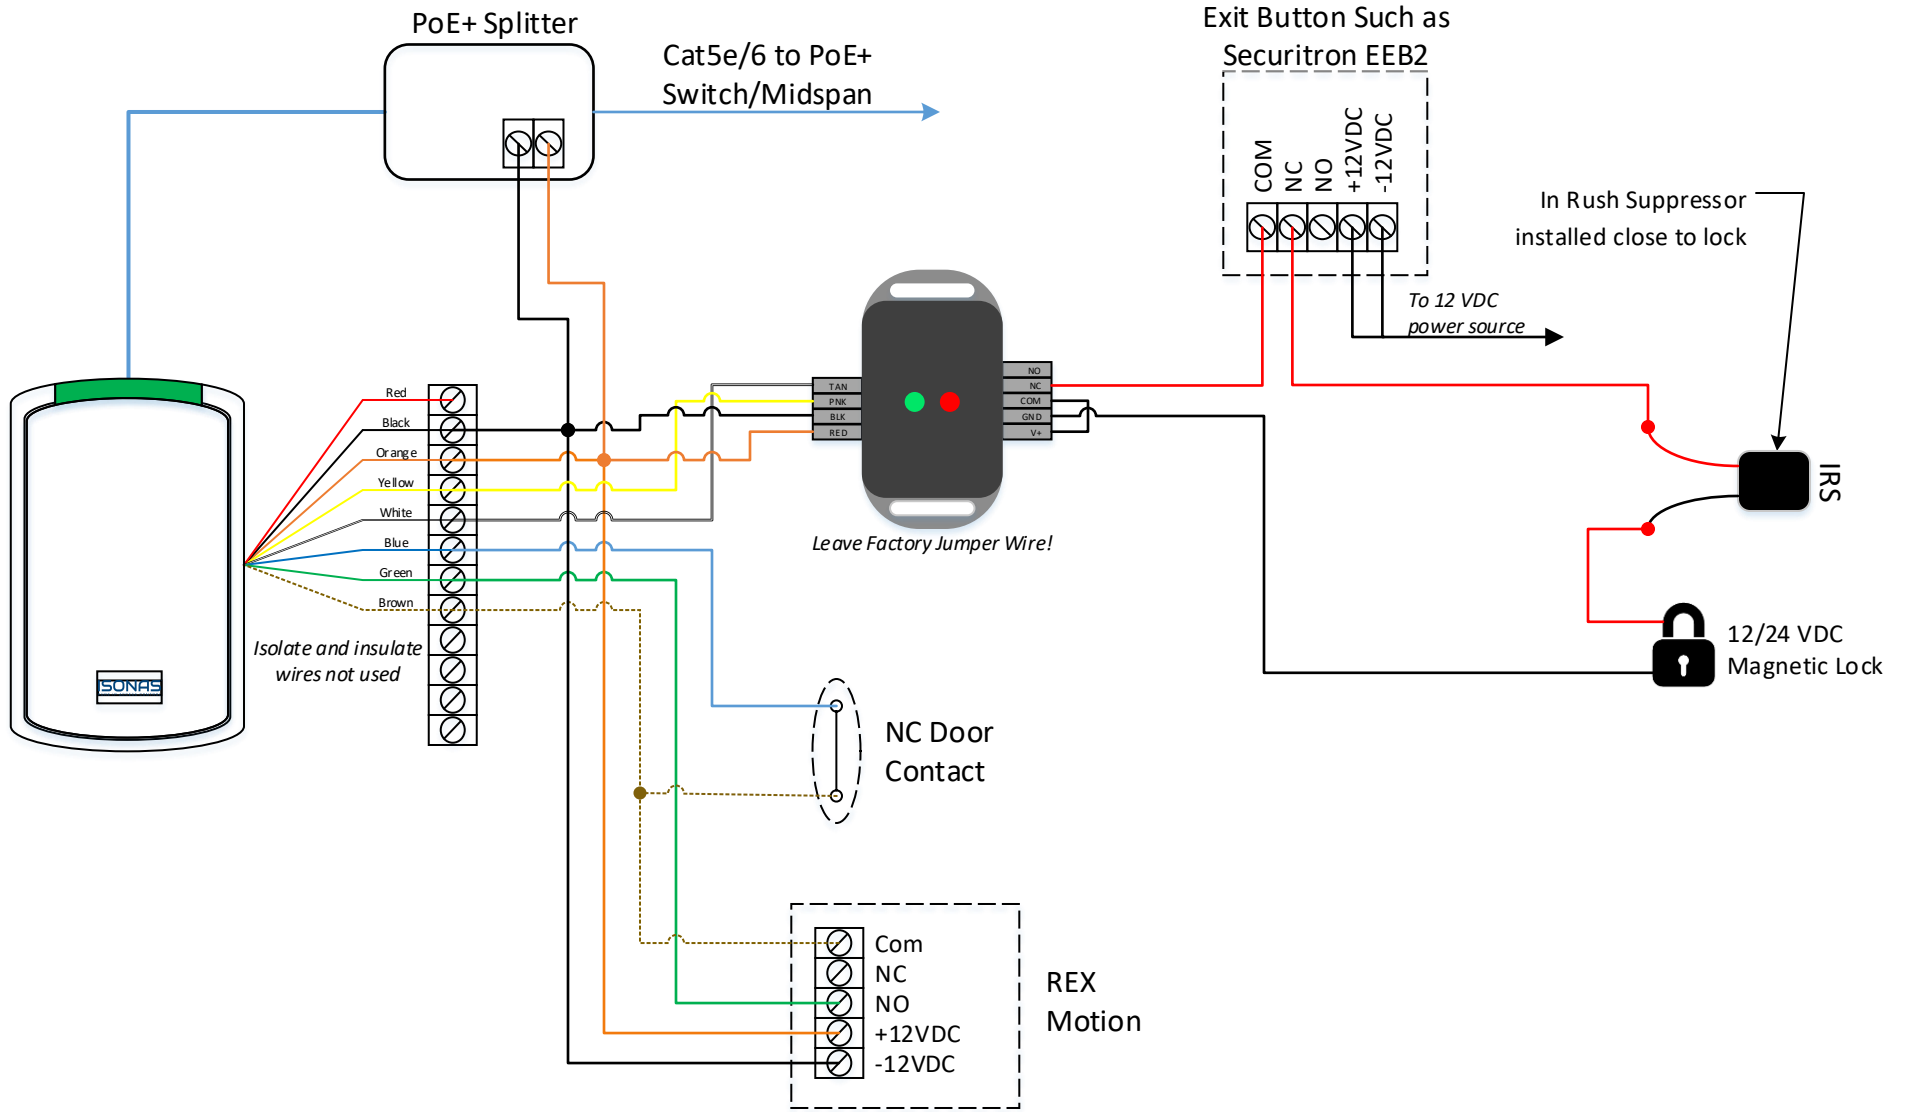 PoE+ Splitter
Cat5e/6 to PoE+
Switch/Midspan
Exit Button Such as
Securitron EEB2
COM
NC
NO
+12VDC
-12VDC
To 12 VDC
power source
In Rush Suppressor
installed close to lock
IRS
12/24 VDC
Magnetic Lock
TAN
PNK
BLK
RED
NO
NC
COM
GND
V+
Leave Factory Jumper Wire!
Red
Black
Orange
Yellow
White
Blue
Green
Brown
Isolate and insulate
wires not used
ISONAS
NC Door
Contact
Com
NC
NO
+12VDC
-12VDC
REX
Motion